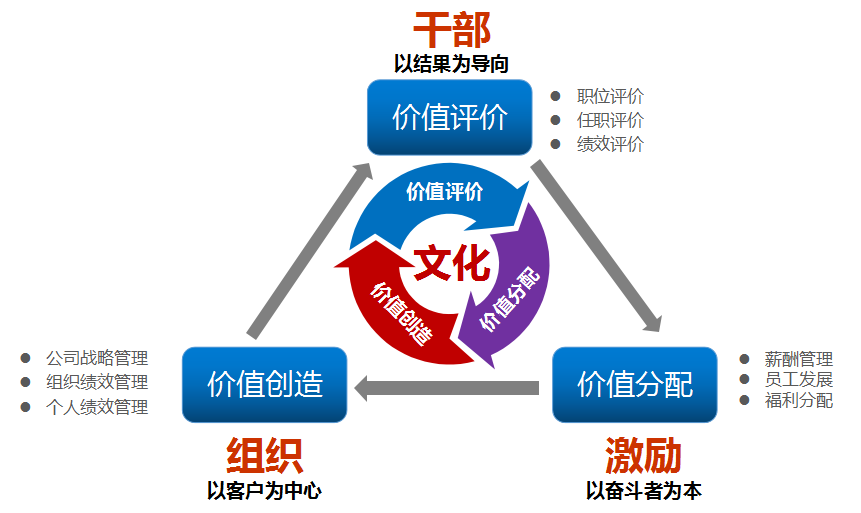 干部
以结果为导向
价值评价
职位评价
任职评价
绩效评价
价值评价
文化
价值分配
价值创造
公司战略管理
组织绩效管理
个人绩效管理
价值创造
组织
以客户为中心
价值分配
激励
以奋斗者为本
薪酬管理
员工发展
福利分配